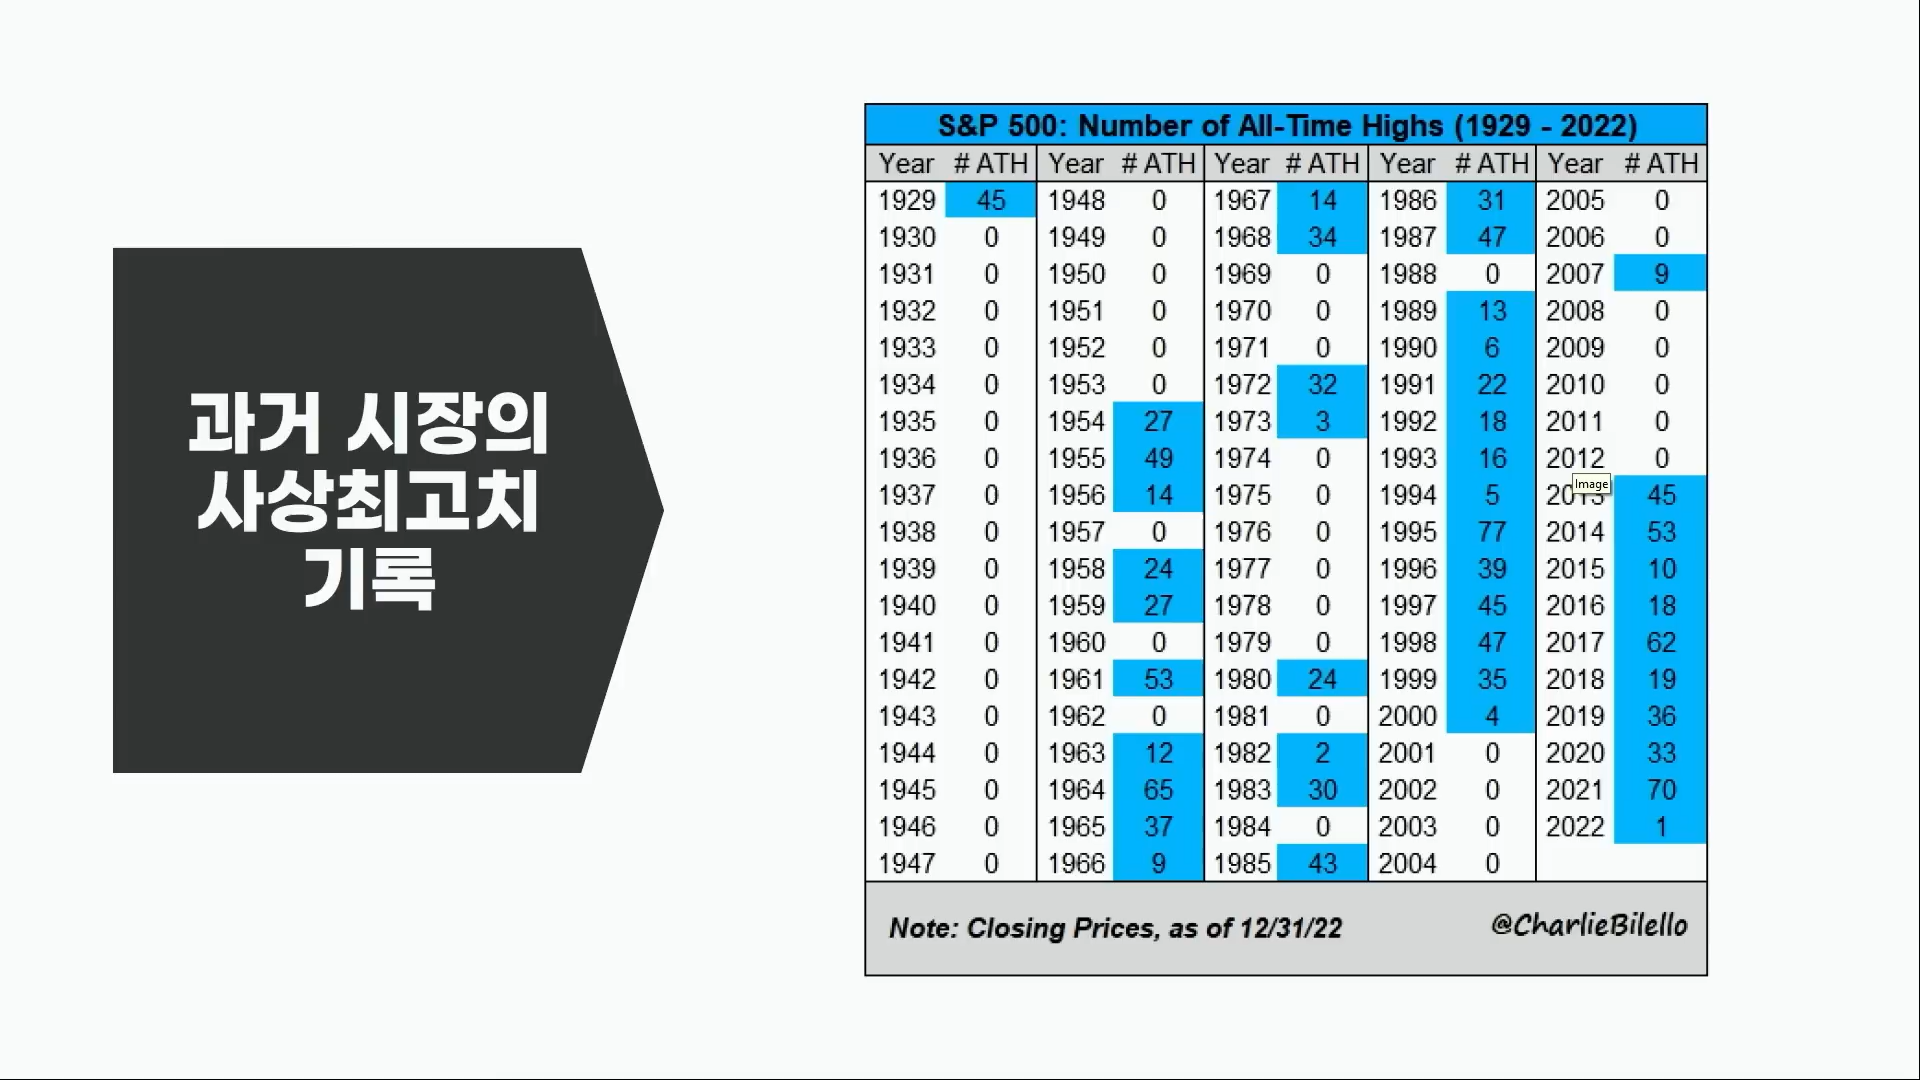 과거 시장의
사상최고치
기록
S&P 500: Number of All-Time Highs (1929 - 2022)
Year # ATH Year # ATH Year # ATH Year # ATH Year # ATH
1929 45 1948 0 1967 14 1986 31 2005 0
1930 0 1949 0 1968 34 1987 47 2006 0
1931 0 1950 0 1969 0 1988 0 2007 9
1932 0 1951 0 1970 0 1989 13 2008 0
1933 0 1952 0 1971 0 1990 6 2009 0
1934 0 1953 0 1972 32 1991 22 2010 0
1935 0 1954 27 1973 3 1992 18 2011 0
1936 0 1955 49 1974 0 1993 16 2012 0
Image
1937 0 1956 14 1975 0 1994 5 2013 45
1938 0 1957 0 1976 0 1995 77 2014 53
1939 0 1958 24 1977 0 1996 39 2015 10
1940 0 1959 27 1978 0 1997 45 2016 18
1941 0 1960 0 1979 0 1998 47 2017 62
1942 0 1961 53 1980 24 1999 35 2018 19
1943 0 1962 0 1981 0 2000 4 2019 36
1944 0 1963 12 1982 2 2001 0 2020 33
1945 0 1964 65 1983 30 2002 0 2021 70
1946 0 1965 37 1984 0 2003 0 2022 1
1947 0 1966 9 1985 43 2004 0
Note: Closing Prices, as of 12/31/22 @CharlieBilello